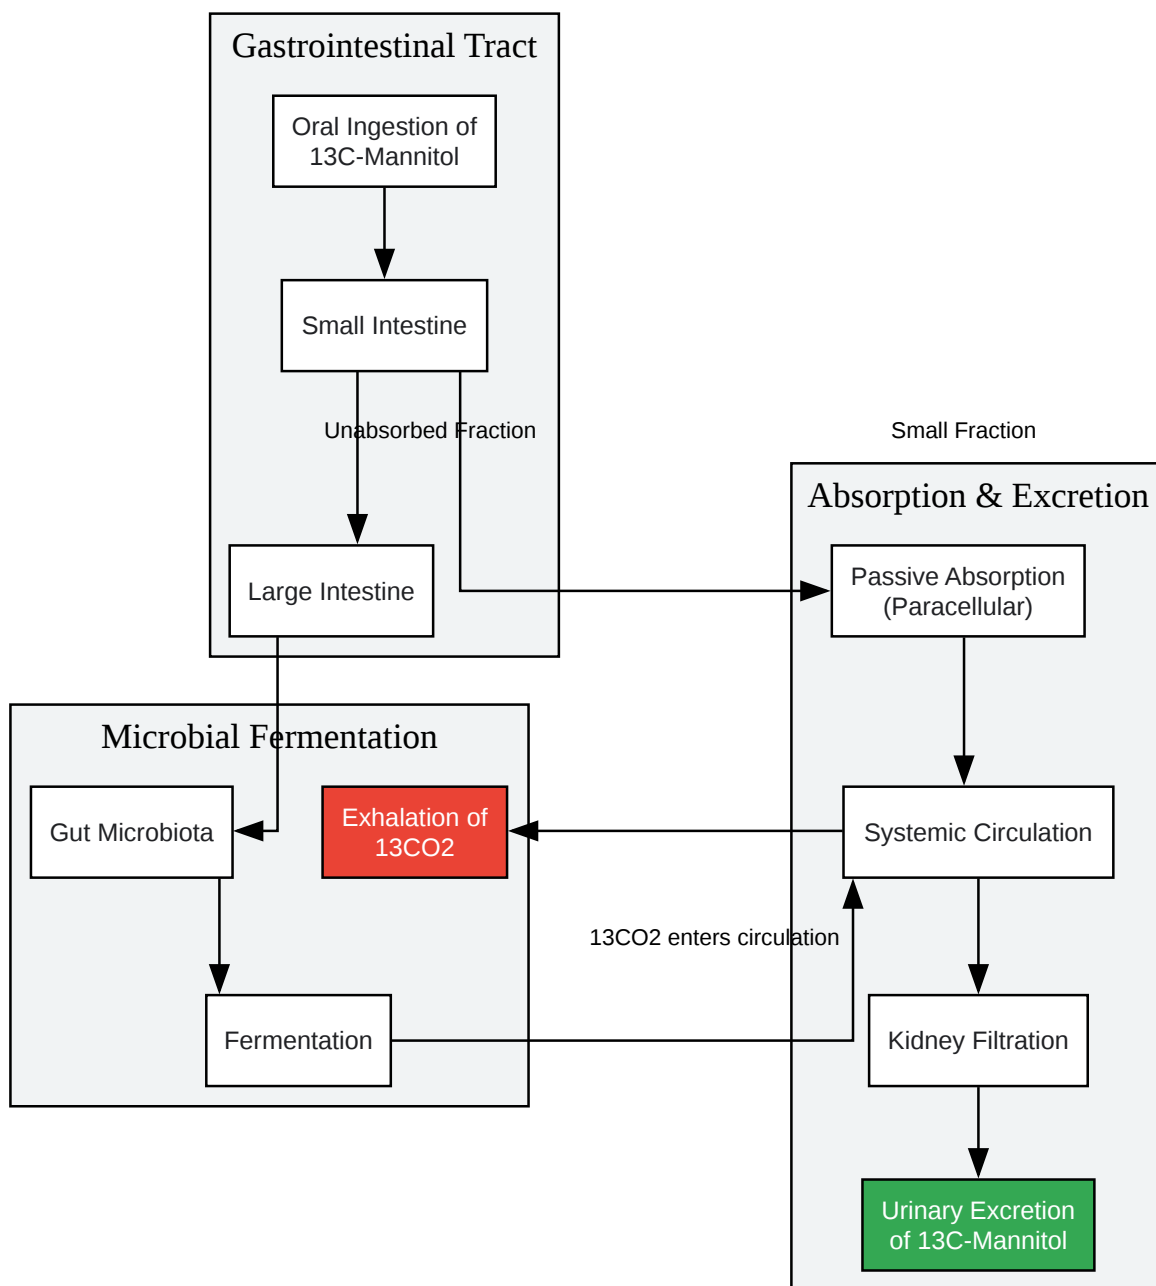 Gastrointestinal Tract
Oral Ingestion of
13C-Mannitol
Small Intestine
Unabsorbed Fraction
Small Fraction
Large Intestine
Absorption & Excretion
Passive Absorption
(Paracellular)
Microbial Fermentation
Gut Microbiota
Exhalation of
13CO2
Systemic Circulation
13CO2 enters circulation
Fermentation
Kidney Filtration
Urinary Excretion
of 13C-Mannitol